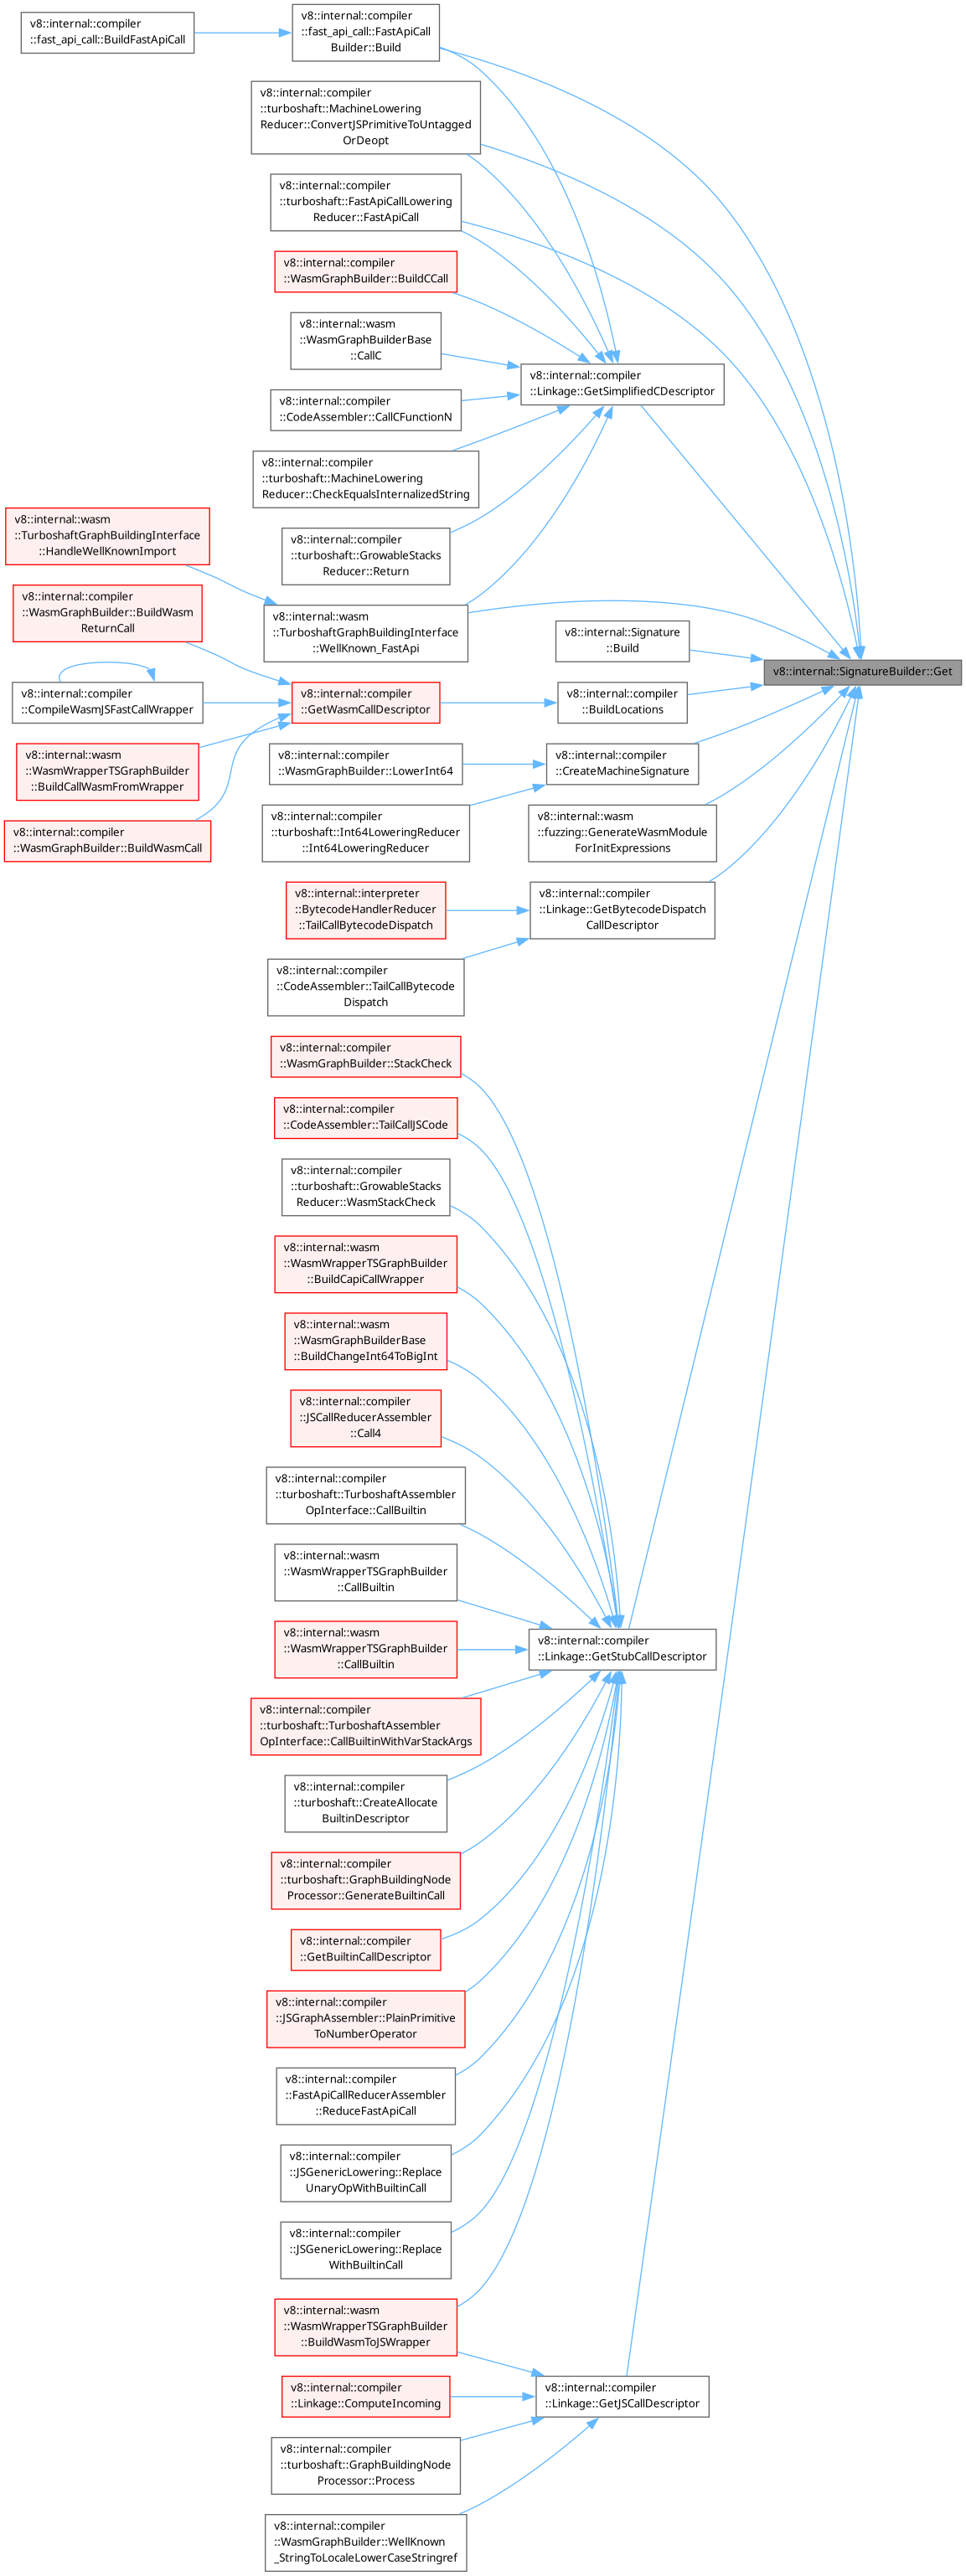 v8::internal::compiler
::fast_api_call::BuildFastApiCall
v8::internal::compiler
::fast_api_call::FastApiCall
Builder::Build
v8::internal::compiler
::turboshaft::MachineLowering
Reducer::ConvertJSPrimitiveToUntagged
OrDeopt
v8::internal::compiler
::turboshaft::FastApiCallLowering
Reducer::FastApiCall
v8::internal::compiler
::WasmGraphBuilder::BuildCCall
v8::internal::wasm
::WasmGraphBuilderBase
::CallC
v8::internal::compiler
::Linkage::GetSimplifiedCDescriptor
v8::internal::compiler
::CodeAssembler::CallCFunctionN
v8::internal::compiler
::turboshaft::MachineLowering
Reducer::CheckEqualsInternalizedString
v8::internal::wasm
::TurboshaftGraphBuildingInterface
::HandleWellKnownImport
v8::internal::compiler
::turboshaft::GrowableStacks
Reducer::Return
v8::internal::compiler
::WasmGraphBuilder::BuildWasm
ReturnCall
v8::internal::wasm
::TurboshaftGraphBuildingInterface
::WellKnown_FastApi
v8::internal::Signature
::Build
v8::internal::SignatureBuilder::Get
v8::internal::compiler
::CompileWasmJSFastCallWrapper
v8::internal::compiler
::GetWasmCallDescriptor
v8::internal::compiler
::BuildLocations
v8::internal::wasm
::WasmWrapperTSGraphBuilder
::BuildCallWasmFromWrapper
v8::internal::compiler
::WasmGraphBuilder::LowerInt64
v8::internal::compiler
::CreateMachineSignature
v8::internal::compiler
::WasmGraphBuilder::BuildWasmCall
v8::internal::compiler
::turboshaft::Int64LoweringReducer
::Int64LoweringReducer
v8::internal::wasm
::fuzzing::GenerateWasmModule
ForInitExpressions
v8::internal::interpreter
::BytecodeHandlerReducer
::TailCallBytecodeDispatch
v8::internal::compiler
::Linkage::GetBytecodeDispatch
CallDescriptor
v8::internal::compiler
::CodeAssembler::TailCallBytecode
Dispatch
v8::internal::compiler
::WasmGraphBuilder::StackCheck
v8::internal::compiler
::CodeAssembler::TailCallJSCode
v8::internal::compiler
::turboshaft::GrowableStacks
Reducer::WasmStackCheck
v8::internal::wasm
::WasmWrapperTSGraphBuilder
::BuildCapiCallWrapper
v8::internal::wasm
::WasmGraphBuilderBase
::BuildChangeInt64ToBigInt
v8::internal::compiler
::JSCallReducerAssembler
::Call4
v8::internal::compiler
::turboshaft::TurboshaftAssembler
OpInterface::CallBuiltin
v8::internal::wasm
::WasmWrapperTSGraphBuilder
::CallBuiltin
v8::internal::wasm
::WasmWrapperTSGraphBuilder
::CallBuiltin
v8::internal::compiler
::Linkage::GetStubCallDescriptor
v8::internal::compiler
::turboshaft::TurboshaftAssembler
OpInterface::CallBuiltinWithVarStackArgs
v8::internal::compiler
::turboshaft::CreateAllocate
BuiltinDescriptor
v8::internal::compiler
::turboshaft::GraphBuildingNode
Processor::GenerateBuiltinCall
v8::internal::compiler
::GetBuiltinCallDescriptor
v8::internal::compiler
::JSGraphAssembler::PlainPrimitive
ToNumberOperator
v8::internal::compiler
::FastApiCallReducerAssembler
::ReduceFastApiCall
v8::internal::compiler
::JSGenericLowering::Replace
UnaryOpWithBuiltinCall
v8::internal::compiler
::JSGenericLowering::Replace
WithBuiltinCall
v8::internal::wasm
::WasmWrapperTSGraphBuilder
::BuildWasmToJSWrapper
v8::internal::compiler
::Linkage::ComputeIncoming
v8::internal::compiler
::Linkage::GetJSCallDescriptor
v8::internal::compiler
::turboshaft::GraphBuildingNode
Processor::Process
v8::internal::compiler
::WasmGraphBuilder::WellKnown
_StringToLocaleLowerCaseStringref